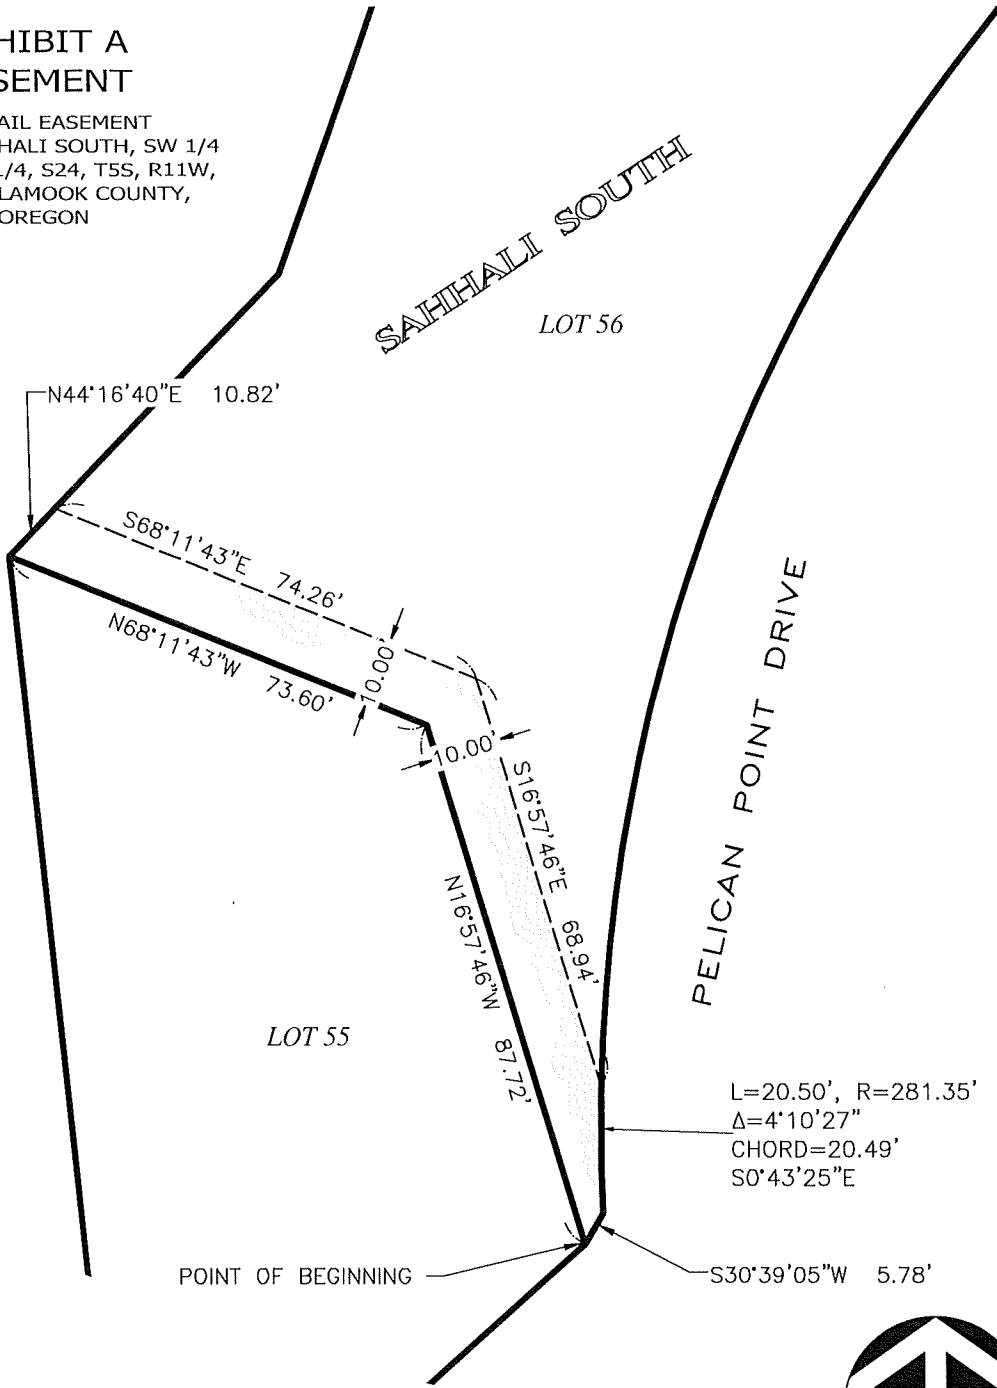 HIBIT A
SEMENT
AIL EASEMENT
HALI SOUTH, SW 1/4
1/4, S24, T5S, R11W,
LAMOOK COUNTY,
OREGON
SAHHALI SOUTH
LOT 56
N44°16'40"E 10.82'
S68°11'43"E 74.26'
N68°11'43"W 73.60'
10.00'
10.00'
S16°57'46"E 68.94'
N16°57'46"W 87.72'
PELICAN POINT DRIVE
LOT 55
L=20.50', R=281.35'
Δ=4°10'27"
CHORD=20.49'
S0°43'25"E
POINT OF BEGINNING
S30°39'05"W 5.78'